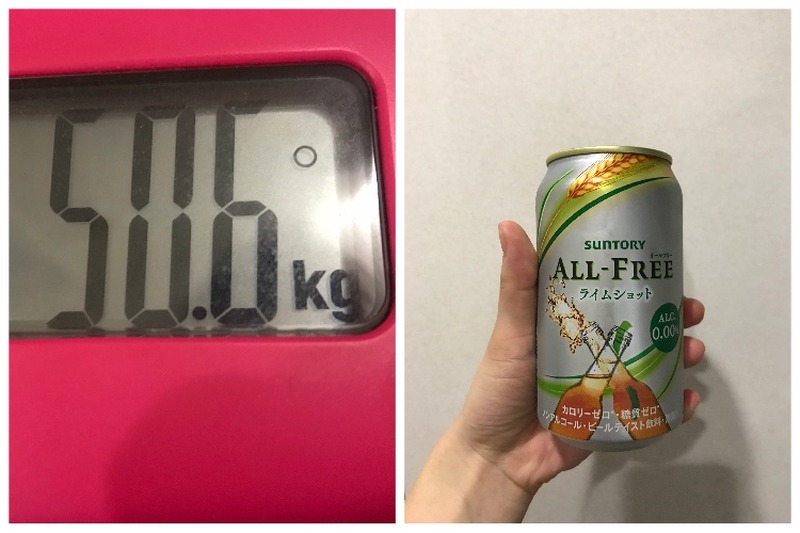 50.6
kg
SUNTORY
オールフリー
ALL-FREE
ライムショット
ALC.
0.00%
カロリーゼロ*・糖質ゼロ*
ノンアルコール・ビールテイスト飲料・